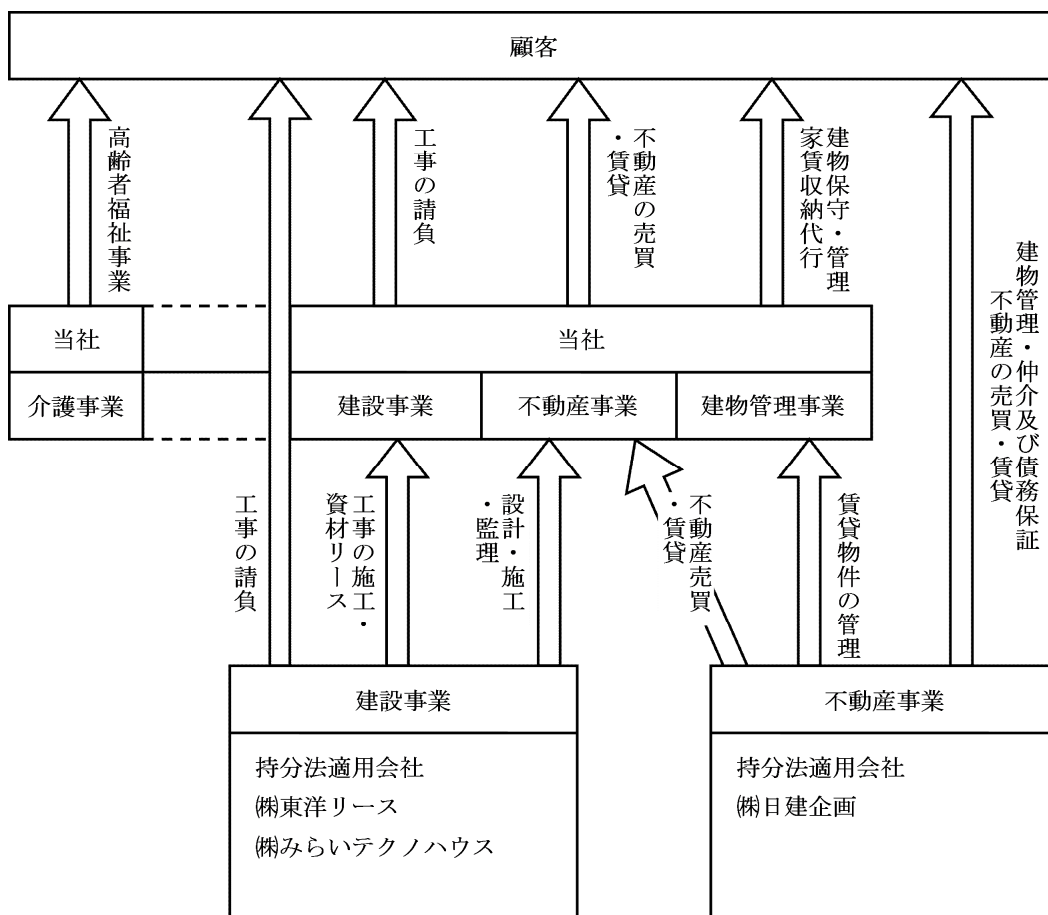 顧客
高齢者福祉事業
工事の請負
不動産の売買
・賃貸
建物保守・管理
家賃収納代行
建物管理・仲介及び債務保証
不動産の売買・賃貸
当社
当社
介護事業
建設事業
不動産事業
建物管理事業
工事の請負
工事の施工・
資材リース
設計・施工
・監理
不動産売買
・賃貸
賃貸物件の管理
建設事業
持分法適用会社
㈱東洋リース
㈱みらいテクノハウス
不動産事業
持分法適用会社
㈱日建企画